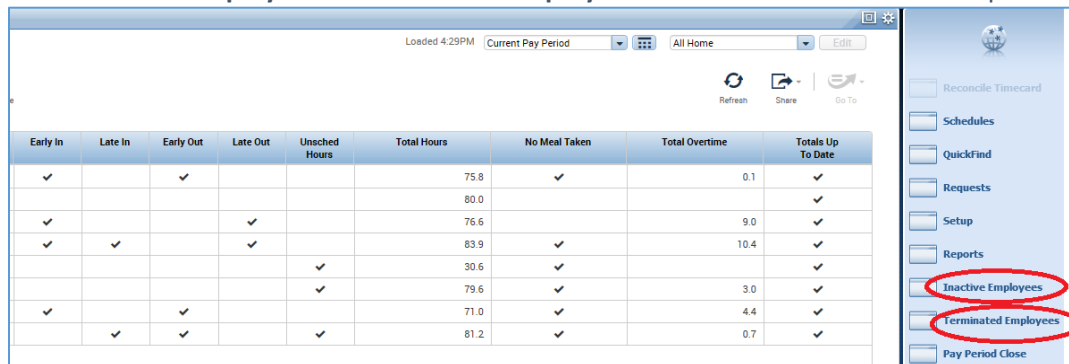 Loaded 4:29PM Current Pay Period All Home Edit
Refresh Share Go To
Early In Late In Early Out Late Out Unsched Hours Total Hours No Meal Taken Total Overtime Totals Up To Date
✔ ✔ 75.8 ✔ 0.1 ✔
80.0 ✔
✔ ✔ 76.6 9.0 ✔
✔ ✔ ✔ 83.9 ✔ 10.4 ✔
✔ 30.6 ✔ ✔
✔ 79.6 ✔ 3.0 ✔
✔ ✔ 71.0 ✔ 4.4 ✔
✔ ✔ ✔ 81.2 ✔ 0.7 ✔
Reconcile Timecard
Schedules
QuickFind
Requests
Setup
Reports
Inactive Employees
Terminated Employees
Pay Period Close